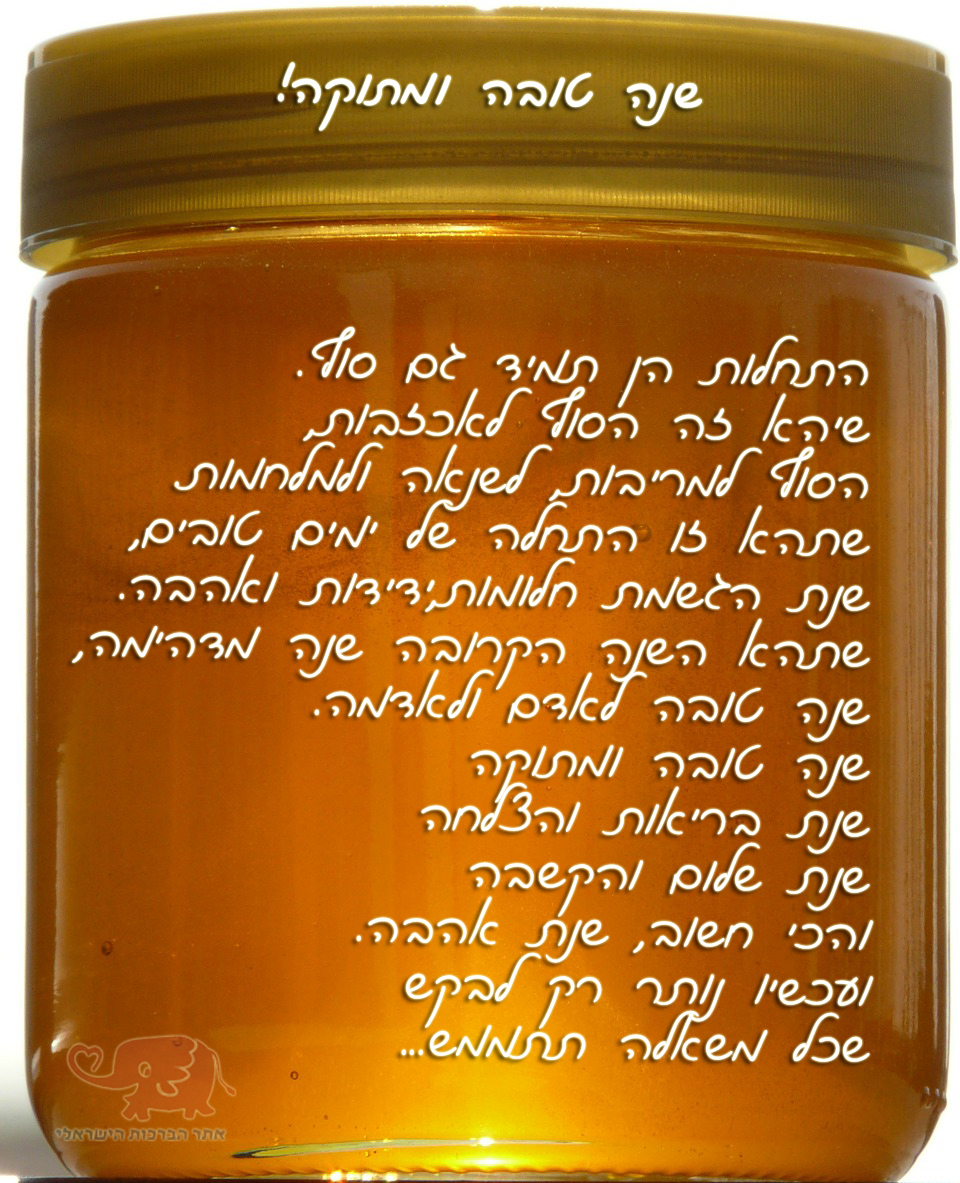 שנה טובה ומתוקה!
התחלות הן תמיד גם סוף.
שיהא זה הסוף לאכזבות,
הסוף למריבות, לשנאה ולמלחמות.
שתהא זו התחלה של ימים טובים,
שנת הגשמת חלומות,ידידות ואהבה.
שתהא השנה הקרובה שנה מדהימה,
שנה טובה לאדם ולאדמה.
שנה טובה ומתוקה
שנת בריאות והצלחה
שנת שלום והקשבה
והכי חשוב, שנת אהבה.
ועכשיו נותר רק לבקש
שכל משאלה תתממש...
אתר הברכות הישראלי